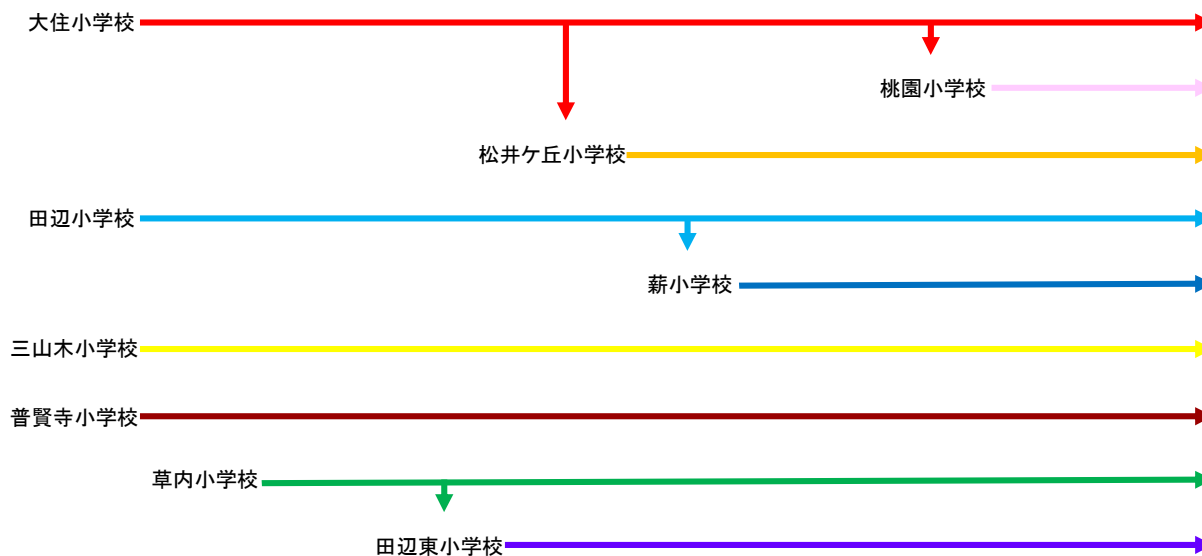 大住小学校
桃園小学校
松井ケ丘小学校
田辺小学校
薪小学校
三山木小学校
普賢寺小学校
草内小学校
田辺東小学校